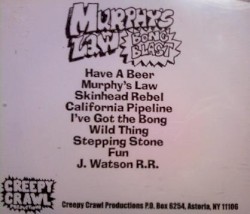 MURPHY'S
LAW
BONG
BLAST
Have A Beer
Murphy's Law
Skinhead Rebel
California Pipeline
I've Got the Bong
Wild Thing
Stepping Stone
Fun
J. Watson R.R.
CREEPY
CRAWL
Creepy Crawl Productions P.O. Box 6254, Astoria, NY 11106